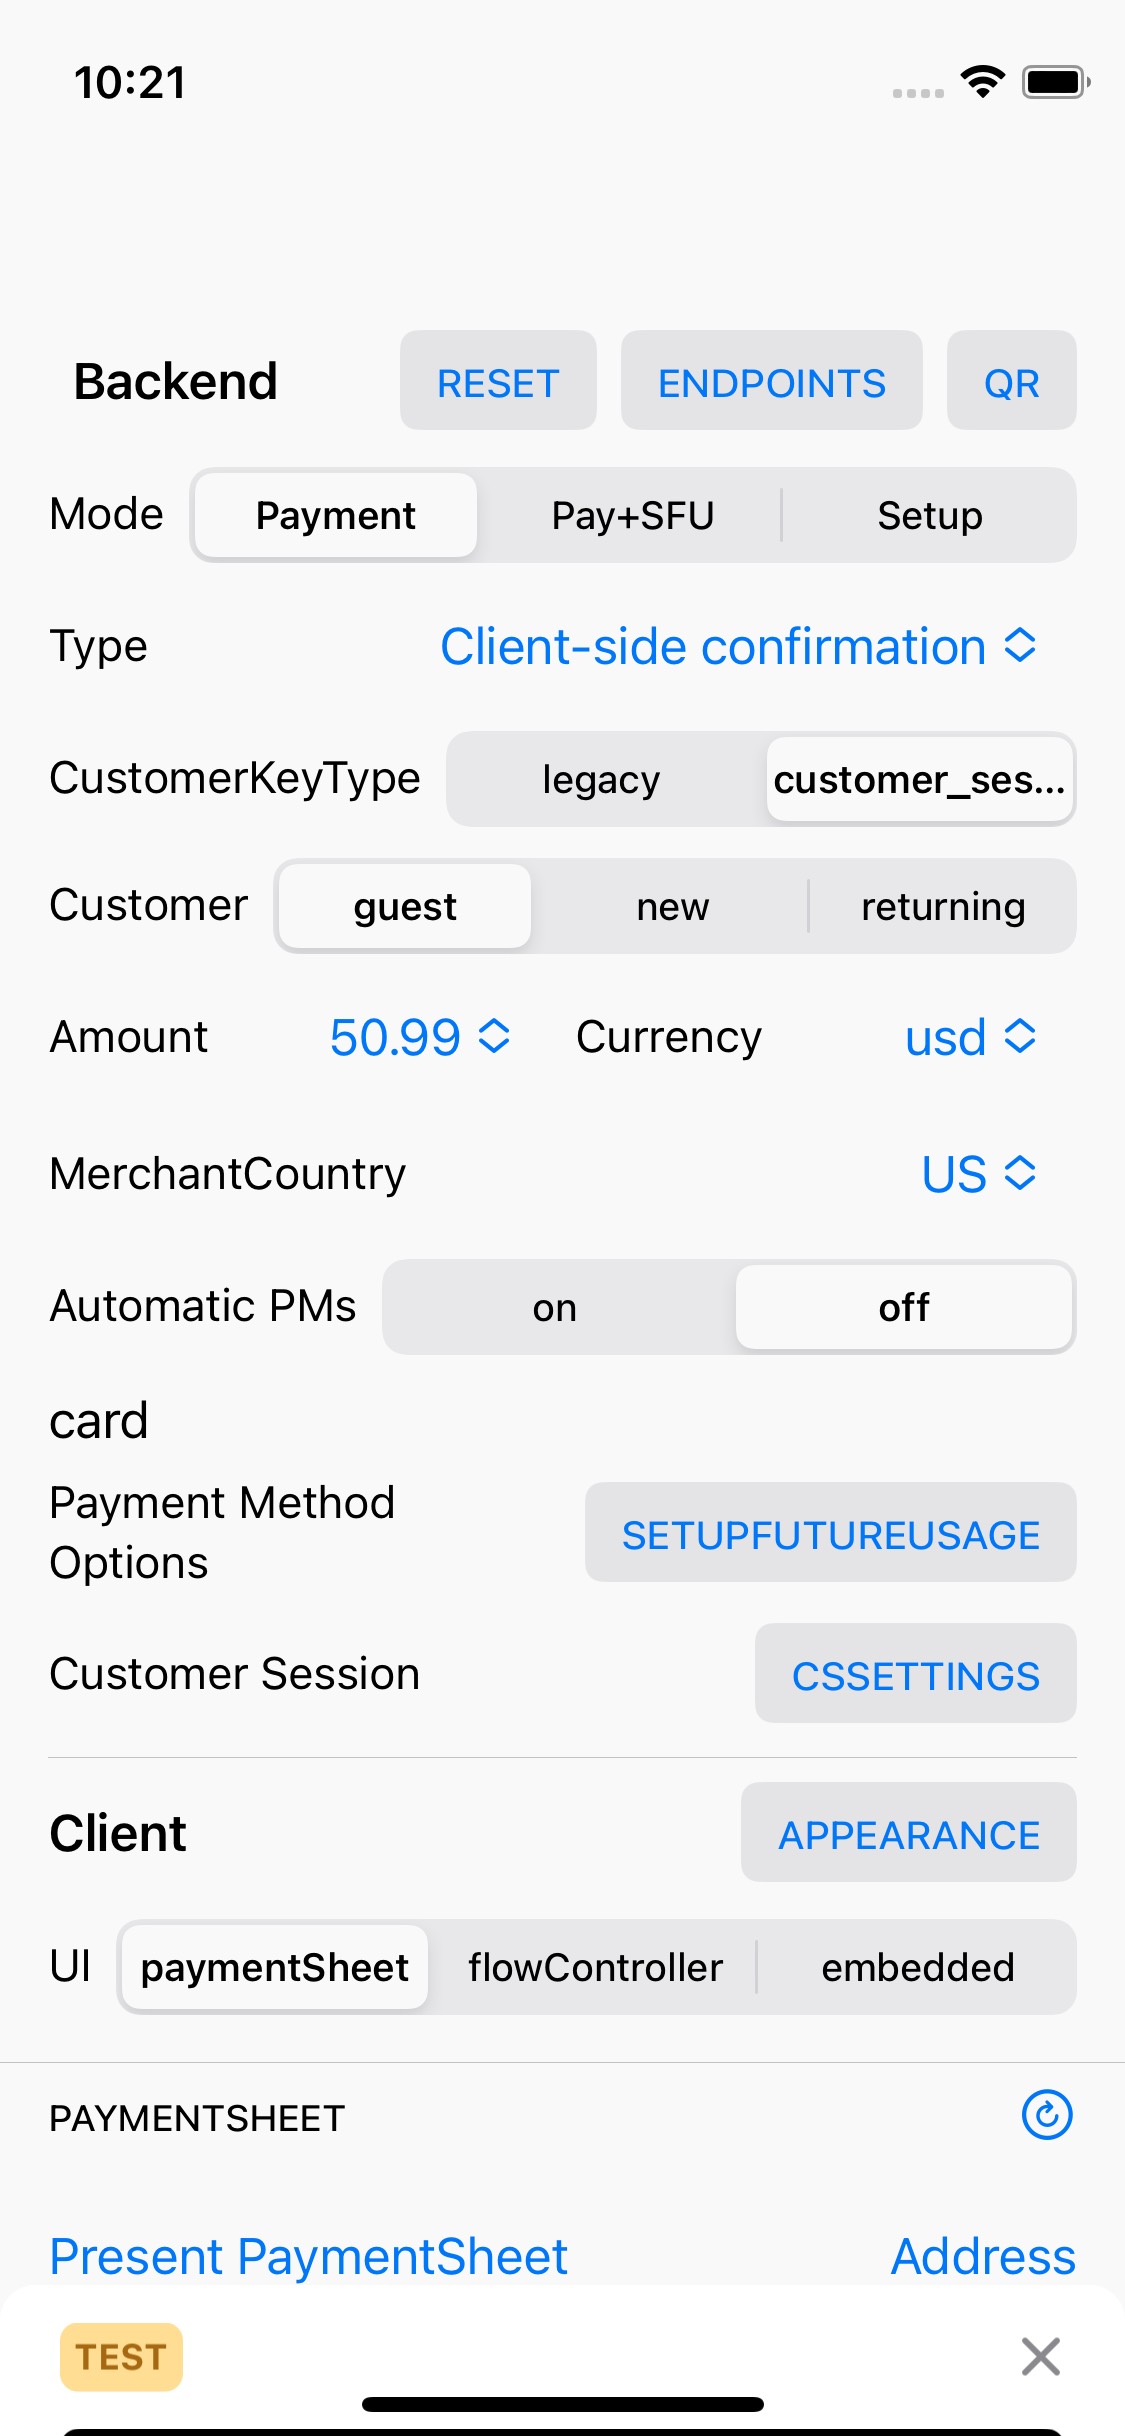 10:21
Backend RESET ENDPOINTS QR
Mode Payment Pay+SFU Setup
Type Client-side confirmation
CustomerKeyType legacy customer_ses...
Customer guest new returning
Amount 50.99 Currency usd
MerchantCountry US
Automatic PMs on off
card
Payment Method
Options
SETUPFUTUREUSAGE
Customer Session CSSETTINGS
Client APPEARANCE
UI paymentSheet flowController embedded
PAYMENTSHEET
Present PaymentSheet Address
TEST